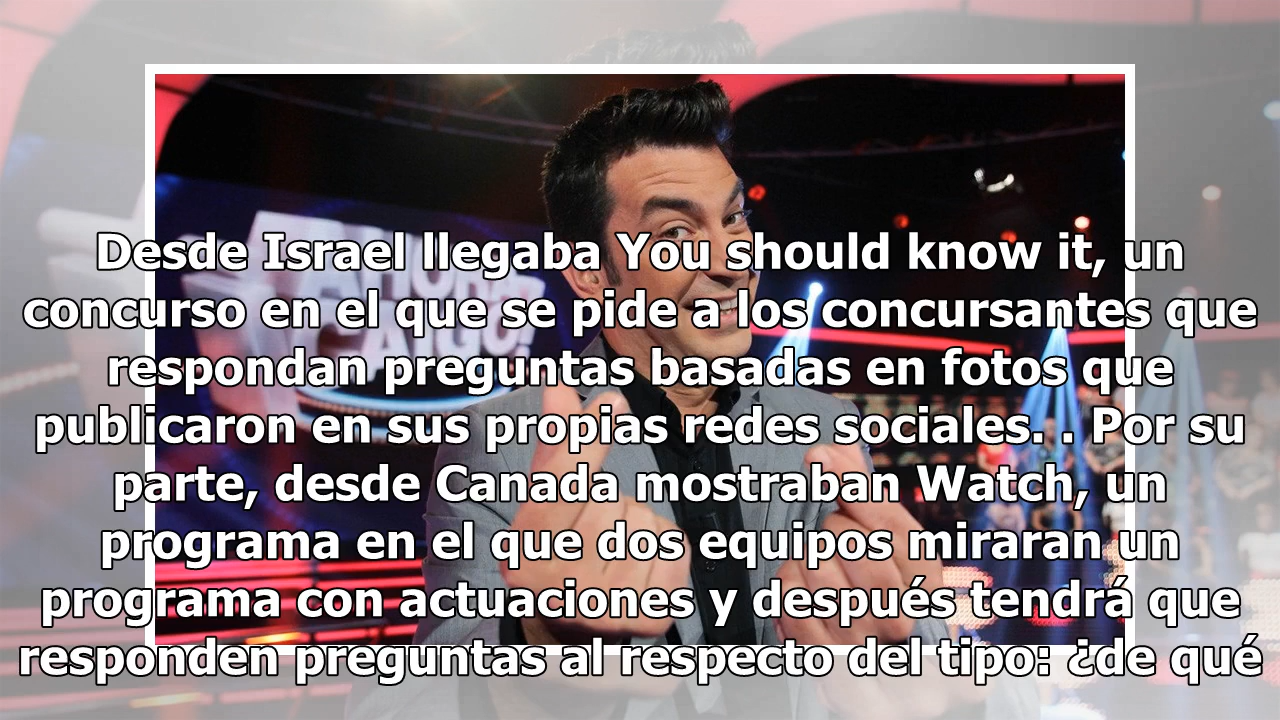 Desde Israel llegaba You should know it, un
concurso en el que se pide a los concursantes que
respondan preguntas basadas en fotos que
publicaron en sus propias redes sociales. . Por su
parte, desde Canada mostraban Watch, un
programa en el que dos equipos miraran un
programa con actuaciones y después tendrá que
responden preguntas al respecto del tipo: ¿de qué